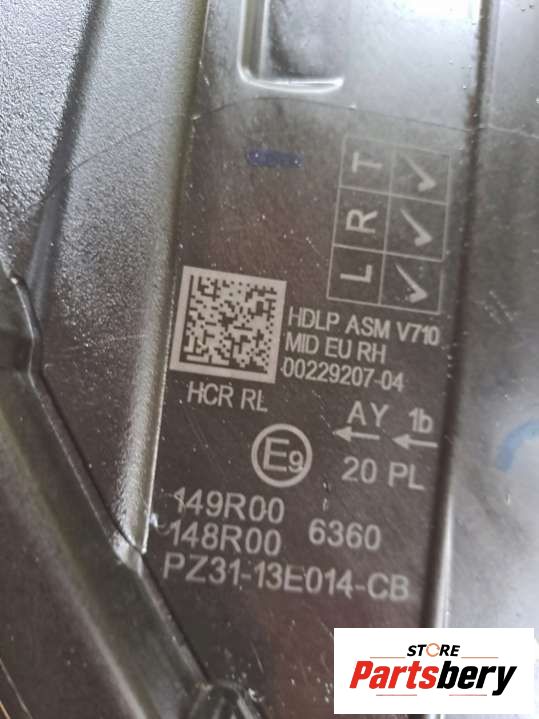 T ✓
R ✓
L ✓
HDLP ASM V710
MID EU RH
00229207-04
HCR RL
AY 1b
E9
20 PL
149R00
148R00 6360
PZ31-13E014-CB
STORE
Partsbery